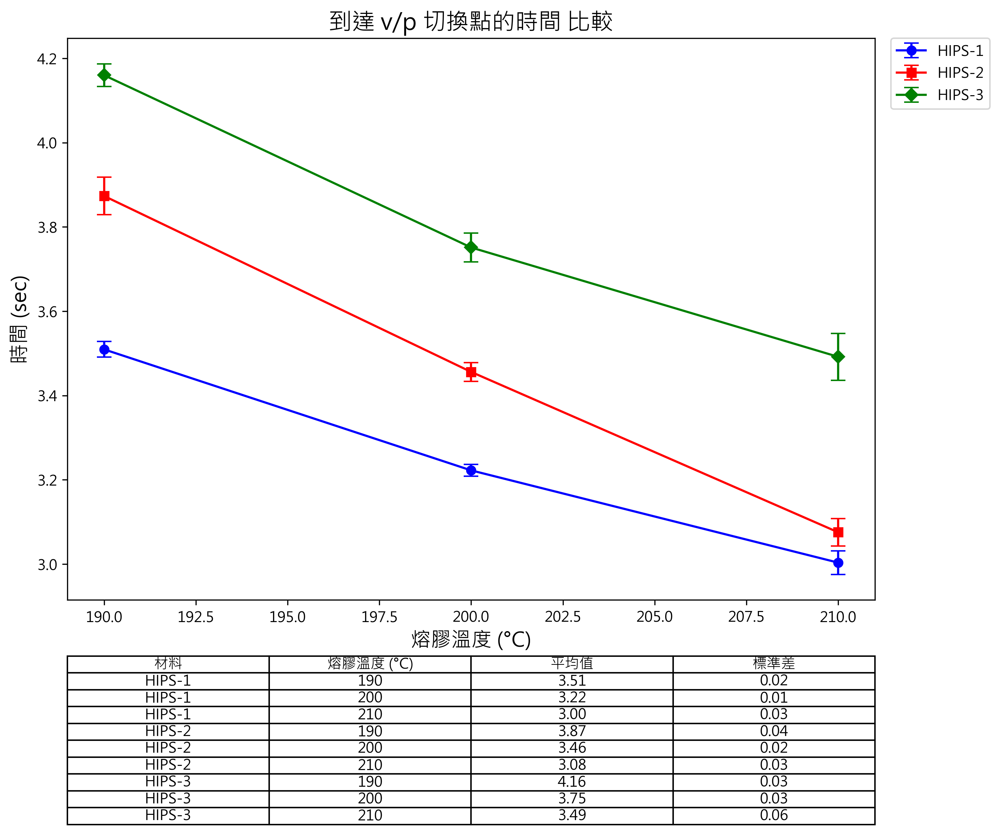 到達 v/p 切換點的時間 比較
HIPS-1
HIPS-2
HIPS-3
時間 (sec)
4.2
4.0
3.8
3.6
3.4
3.2
3.0
190.0 192.5 195.0 197.5 200.0 202.5 205.0 207.5 210.0
熔膠溫度 (°C)
材料 熔膠溫度 (°C) 平均值 標準差
HIPS-1 190 3.51 0.02
HIPS-1 200 3.22 0.01
HIPS-1 210 3.00 0.03
HIPS-2 190 3.87 0.04
HIPS-2 200 3.46 0.02
HIPS-2 210 3.08 0.03
HIPS-3 190 4.16 0.03
HIPS-3 200 3.75 0.03
HIPS-3 210 3.49 0.06